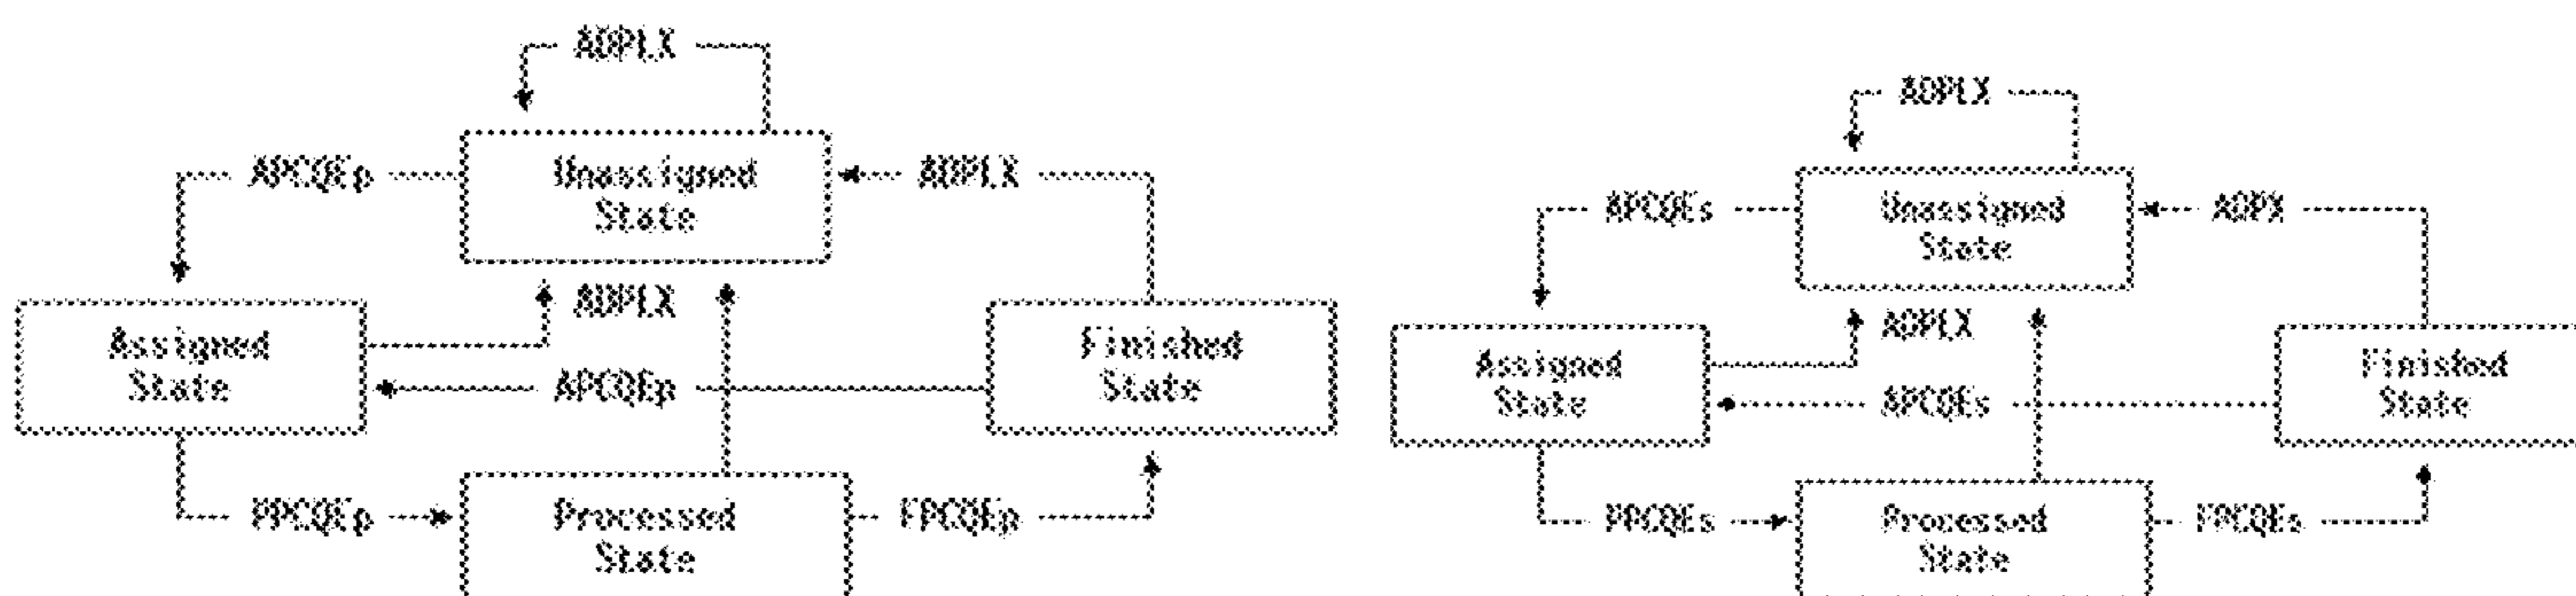 ADPLX
APCQEp
Unassigned
State
ADPLX
ADPLX
Assigned
State
APCQEp
Finished
State
PPCQEp
Processed
State
FPCQEp
ADPLX
APCQEs
Unassigned
State
ADPX
ADPLX
Assigned
State
APCQEs
Finished
State
PPCQEs
Processed
State
FPCQEs